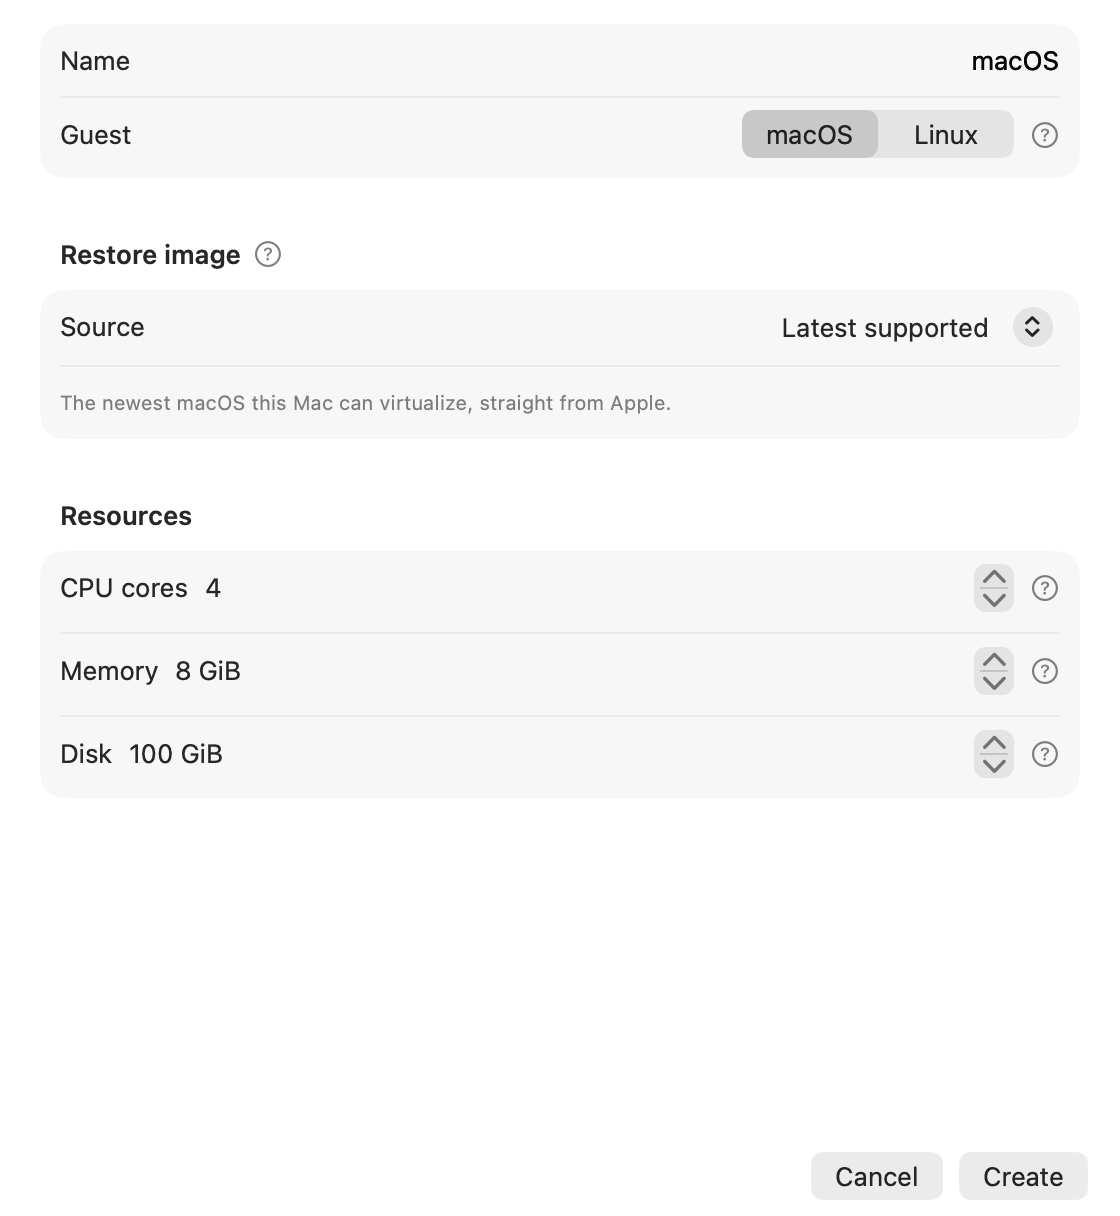 Name macOS
Guest macOS Linux ?
Restore image ?
Source Latest supported
The newest macOS this Mac can virtualize, straight from Apple.
Resources
CPU cores 4 ?
Memory 8 GiB ?
Disk 100 GiB ?
Cancel Create